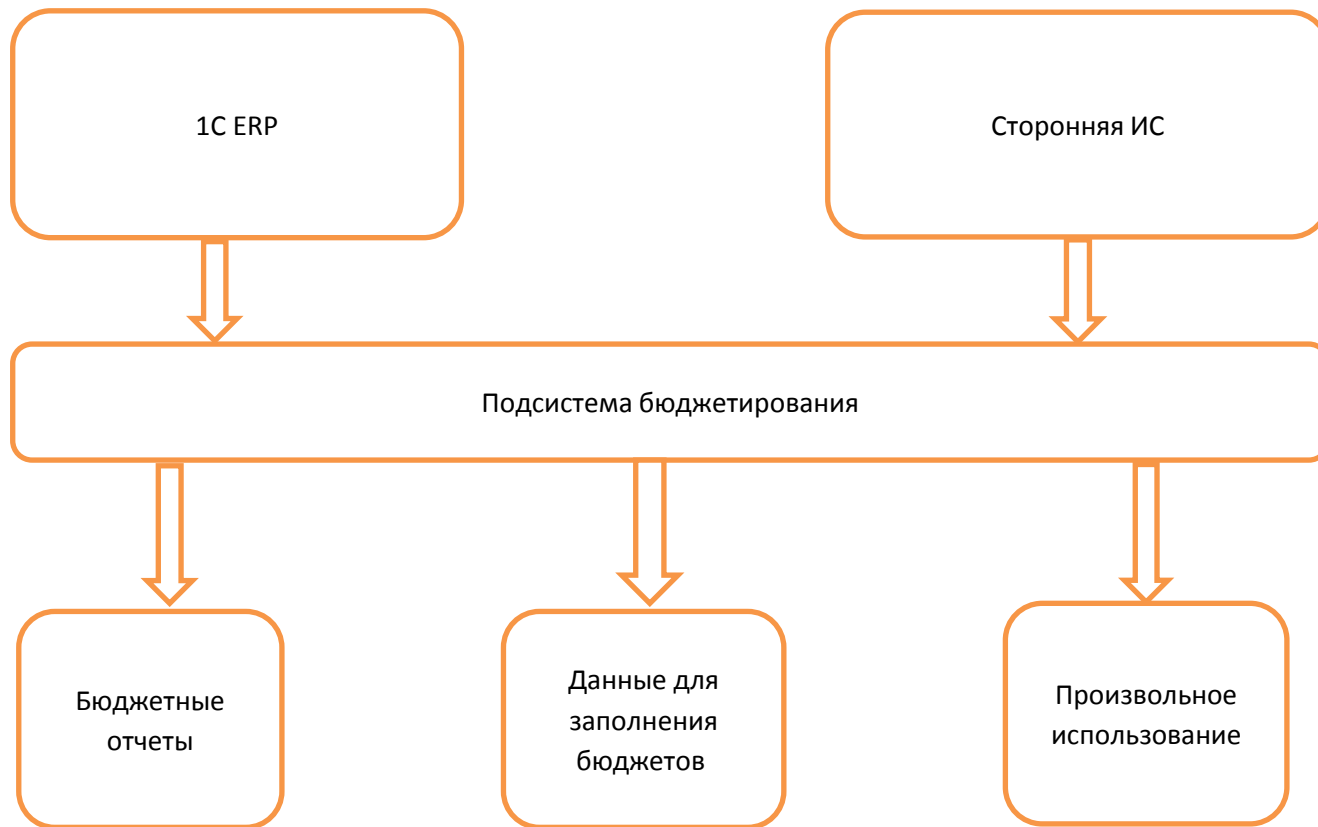 1С ERP
Сторонняя ИС
Подсистема бюджетирования
Бюджетные
отчеты
Данные для
заполнения
бюджетов
Произвольное
использование